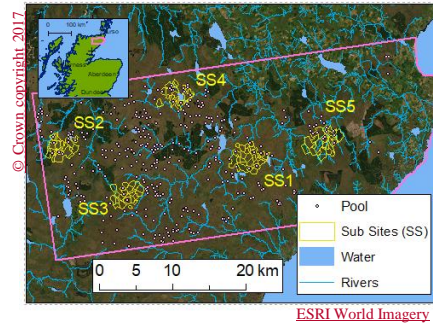 © Crown copyright 2017
0 100 km
Aberdeen
Dundee
SS4
SS5
SS2
SS1
SS3
Pool
Sub Sites (SS)
Water
Rivers
0 5 10 20 km
ESRI World Imagery